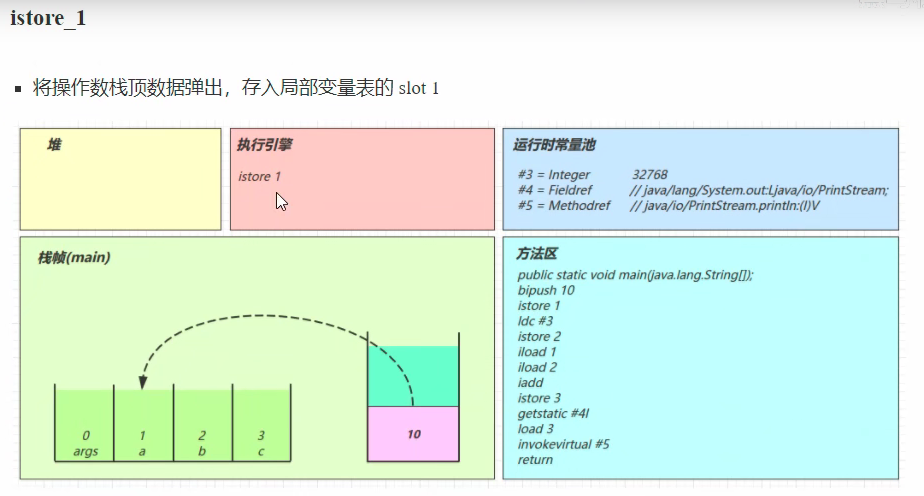 istore_1
将操作数栈顶数据弹出，存入局部变量表的 slot 1
堆
执行引擎
istore 1
运行时常量池
#3 = Integer 32768
#4 = Fieldref // java/lang/System.out:Ljava/io/PrintStream;
#5 = Methodref // java/io/PrintStream.println:(I)V
栈帧(main)
0 1 2 3
args a b c
10
方法区
public static void main(java.lang.String[]);
bipush 10
istore 1
ldc #3
istore 2
iload 1
iload 2
iadd
istore 3
getstatic #4I
load 3
invokevirtual #5
return